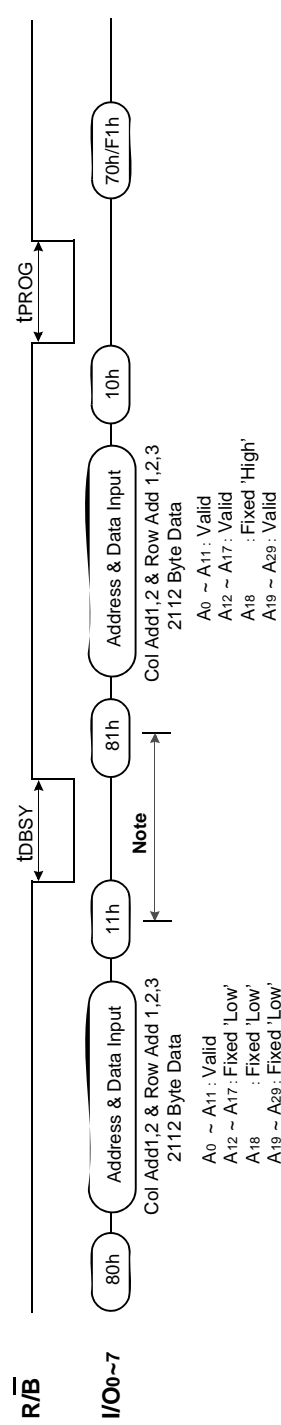 R/B
tDBSY
tPROG
I/O0~7
80h
Address & Data Input
11h
81h
Address & Data Input
10h
70h/F1h
Note
Col Add1,2 & Row Add 1,2,3
2112 Byte Data
A0 ~ A11 : Valid
A12 ~ A17 : Fixed 'Low'
A18 : Fixed 'Low'
A19 ~ A29 : Fixed 'Low'
Col Add1,2 & Row Add 1,2,3
2112 Byte Data
A0 ~ A11 : Valid
A12 ~ A17 : Valid
A18 : Fixed 'High'
A19 ~ A29 : Valid